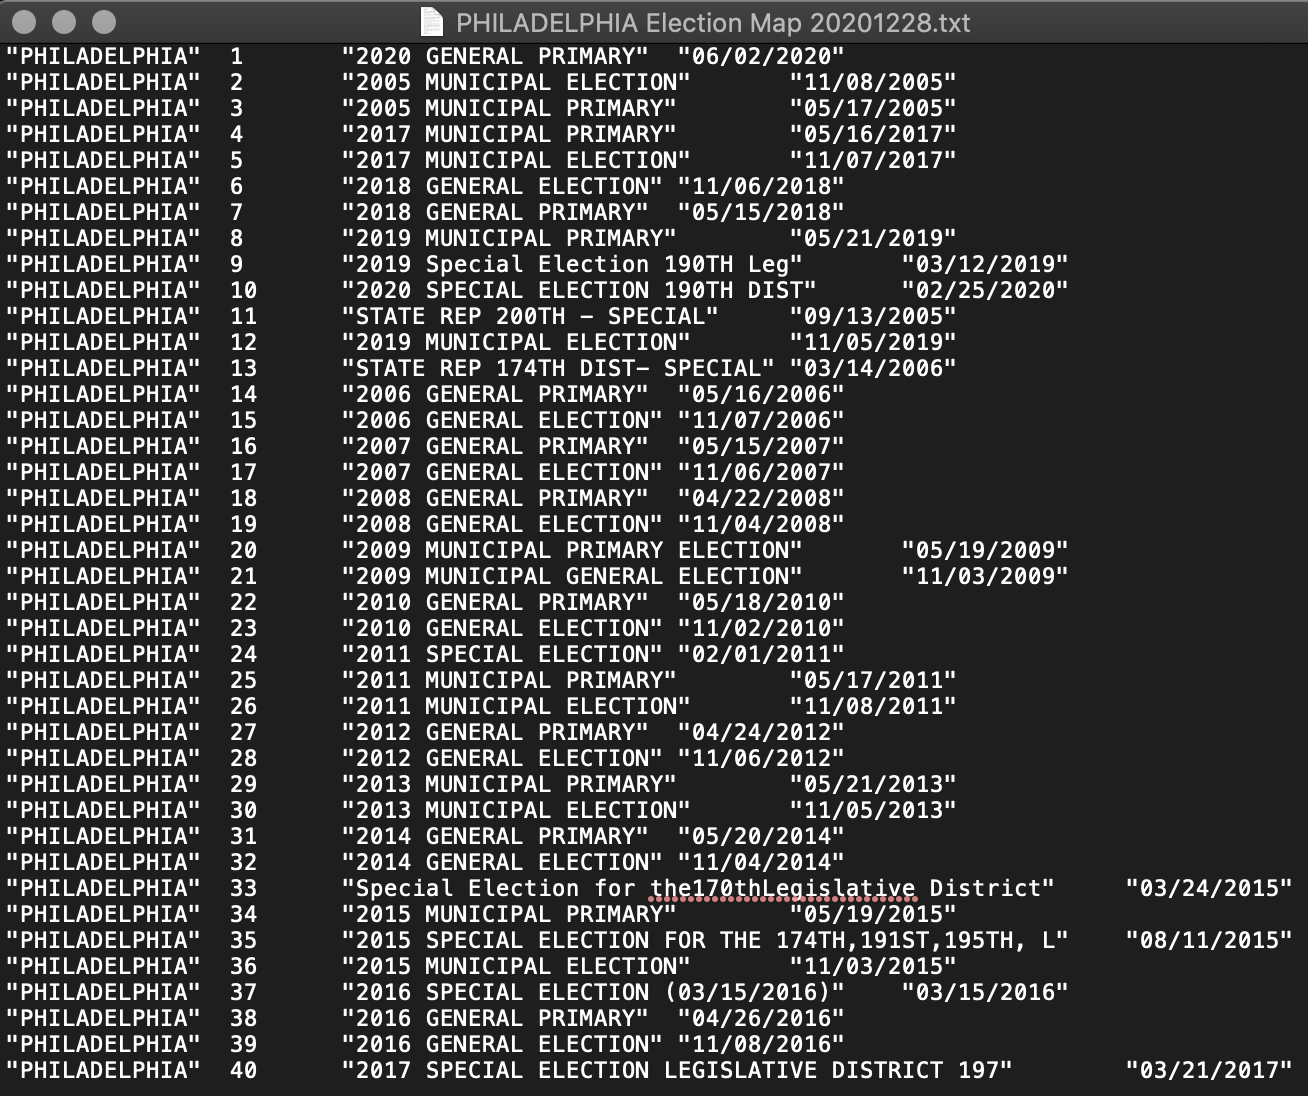 PHILADELPHIA Election Map 20201228.txt
"PHILADELPHIA" 1 "2020 GENERAL PRIMARY" "06/02/2020"
"PHILADELPHIA" 2 "2005 MUNICIPAL ELECTION" "11/08/2005"
"PHILADELPHIA" 3 "2005 MUNICIPAL PRIMARY" "05/17/2005"
"PHILADELPHIA" 4 "2017 MUNICIPAL PRIMARY" "05/16/2017"
"PHILADELPHIA" 5 "2017 MUNICIPAL ELECTION" "11/07/2017"
"PHILADELPHIA" 6 "2018 GENERAL ELECTION" "11/06/2018"
"PHILADELPHIA" 7 "2018 GENERAL PRIMARY" "05/15/2018"
"PHILADELPHIA" 8 "2019 MUNICIPAL PRIMARY" "05/21/2019"
"PHILADELPHIA" 9 "2019 Special Election 190TH Leg" "03/12/2019"
"PHILADELPHIA" 10 "2020 SPECIAL ELECTION 190TH DIST" "02/25/2020"
"PHILADELPHIA" 11 "STATE REP 200TH - SPECIAL" "09/13/2005"
"PHILADELPHIA" 12 "2019 MUNICIPAL ELECTION" "11/05/2019"
"PHILADELPHIA" 13 "STATE REP 174TH DIST- SPECIAL" "03/14/2006"
"PHILADELPHIA" 14 "2006 GENERAL PRIMARY" "05/16/2006"
"PHILADELPHIA" 15 "2006 GENERAL ELECTION" "11/07/2006"
"PHILADELPHIA" 16 "2007 GENERAL PRIMARY" "05/15/2007"
"PHILADELPHIA" 17 "2007 GENERAL ELECTION" "11/06/2007"
"PHILADELPHIA" 18 "2008 GENERAL PRIMARY" "04/22/2008"
"PHILADELPHIA" 19 "2008 GENERAL ELECTION" "11/04/2008"
"PHILADELPHIA" 20 "2009 MUNICIPAL PRIMARY ELECTION" "05/19/2009"
"PHILADELPHIA" 21 "2009 MUNICIPAL GENERAL ELECTION" "11/03/2009"
"PHILADELPHIA" 22 "2010 GENERAL PRIMARY" "05/18/2010"
"PHILADELPHIA" 23 "2010 GENERAL ELECTION" "11/02/2010"
"PHILADELPHIA" 24 "2011 SPECIAL ELECTION" "02/01/2011"
"PHILADELPHIA" 25 "2011 MUNICIPAL PRIMARY" "05/17/2011"
"PHILADELPHIA" 26 "2011 MUNICIPAL ELECTION" "11/08/2011"
"PHILADELPHIA" 27 "2012 GENERAL PRIMARY" "04/24/2012"
"PHILADELPHIA" 28 "2012 GENERAL ELECTION" "11/06/2012"
"PHILADELPHIA" 29 "2013 MUNICIPAL PRIMARY" "05/21/2013"
"PHILADELPHIA" 30 "2013 MUNICIPAL ELECTION" "11/05/2013"
"PHILADELPHIA" 31 "2014 GENERAL PRIMARY" "05/20/2014"
"PHILADELPHIA" 32 "2014 GENERAL ELECTION" "11/04/2014"
"PHILADELPHIA" 33 "Special Election for the170thLegislative District" "03/24/2015"
"PHILADELPHIA" 34 "2015 MUNICIPAL PRIMARY" "05/19/2015"
"PHILADELPHIA" 35 "2015 SPECIAL ELECTION FOR THE 174TH,191ST,195TH, L" "08/11/2015"
"PHILADELPHIA" 36 "2015 MUNICIPAL ELECTION" "11/03/2015"
"PHILADELPHIA" 37 "2016 SPECIAL ELECTION (03/15/2016)" "03/15/2016"
"PHILADELPHIA" 38 "2016 GENERAL PRIMARY" "04/26/2016"
"PHILADELPHIA" 39 "2016 GENERAL ELECTION" "11/08/2016"
"PHILADELPHIA" 40 "2017 SPECIAL ELECTION LEGISLATIVE DISTRICT 197" "03/21/2017"